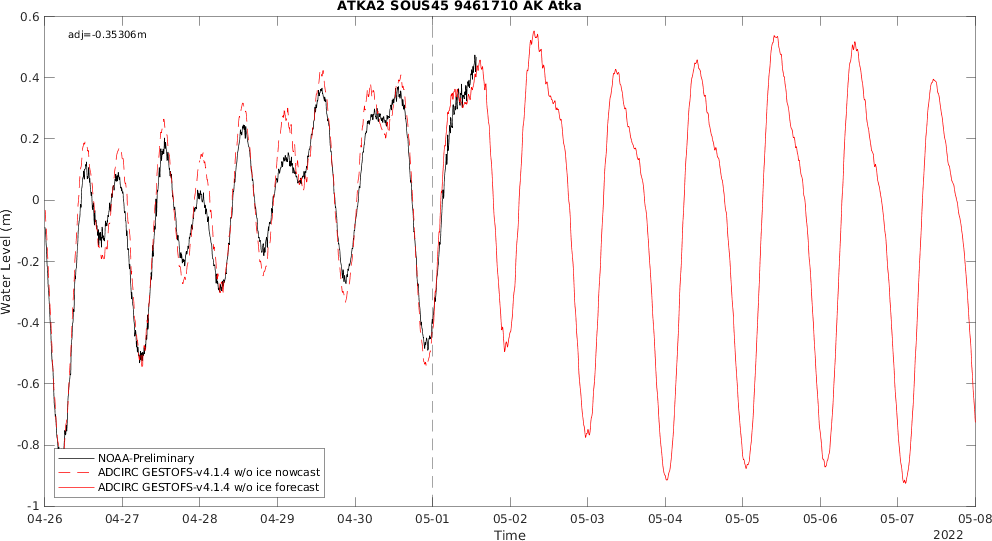 ATKA2 SOUS45 9461710 AK Atka
adj=-0.35306m
0.6
0.4
0.2
0
-0.2
-0.4
-0.6
-0.8
-1
Water Level (m)
NOAA-Preliminary
ADCIRC GESTOFS-v4.1.4 w/o ice nowcast
ADCIRC GESTOFS-v4.1.4 w/o ice forecast
04-26 04-27 04-28 04-29 04-30 05-01 05-02 05-03 05-04 05-05 05-06 05-07 05-08
Time
2022